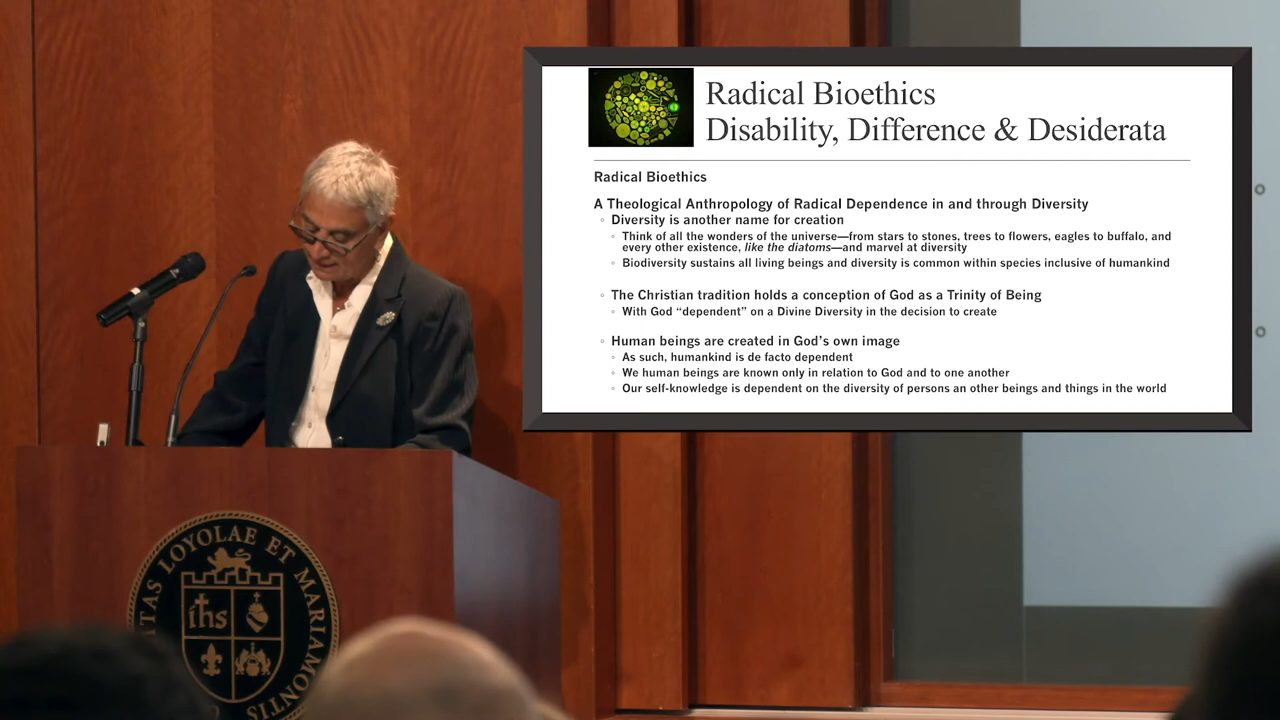 Radical Bioethics
Disability, Difference & Desiderata
Radical Bioethics
A Theological Anthropology of Radical Dependence in and through Diversity
◦ Diversity is another name for creation
◦ Think of all the wonders of the universe—from stars to stones, trees to flowers, eagles to buffalo, and
every other existence, like the diatoms—and marvel at diversity
◦ Biodiversity sustains all living beings and diversity is common within species inclusive of humankind
◦ The Christian tradition holds a conception of God as a Trinity of Being
◦ With God “dependent” on a Divine Diversity in the decision to create
◦ Human beings are created in God’s own image
◦ As such, humankind is de facto dependent
◦ We human beings are known only in relation to God and to one another
◦ Our self-knowledge is dependent on the diversity of persons an other beings and things in the world
TAS LOYOLAE ET MARIAMONTIS
ihs